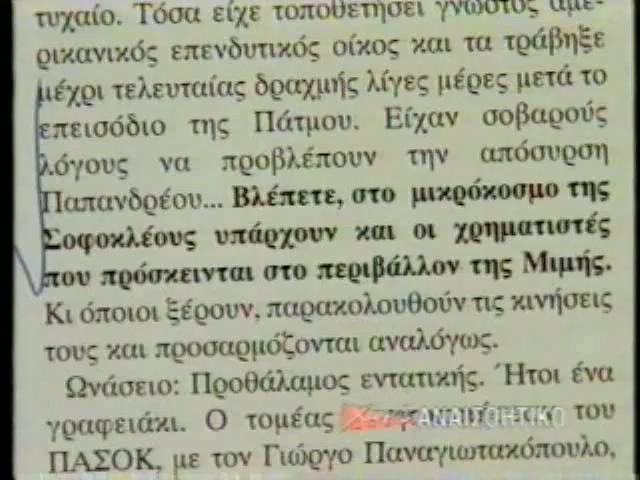 τυχαίο. Τόσα είχε τοποθετήσει γνωστός αμε-
ρικανικός επενδυτικός οίκος και τα τράβηξε
μέχρι τελευταίας δραχμής λίγες μέρες μετά το
επεισόδιο της Πάτμου. Είχαν σοβαρούς
λόγους να προβλέπουν την απόσυρση
Παπανδρέου... Βλέπετε, στο μικρόκοσμο της
Σοφοκλέους υπάρχουν και οι χρηματιστές
που πρόσκεινται στο περιβάλλον της Μιμής.
Κι όποιοι ξέρουν, παρακολουθούν τις κινήσεις
τους και προσαρμόζονται αναλόγως.
Ωνάσειο: Προθάλαμος εντατικής. Ήτοι ένα
γραφειάκι. Ο τομέας του
ΠΑΣΟΚ, με τον Γιώργο Παναγιωτακόπουλο,